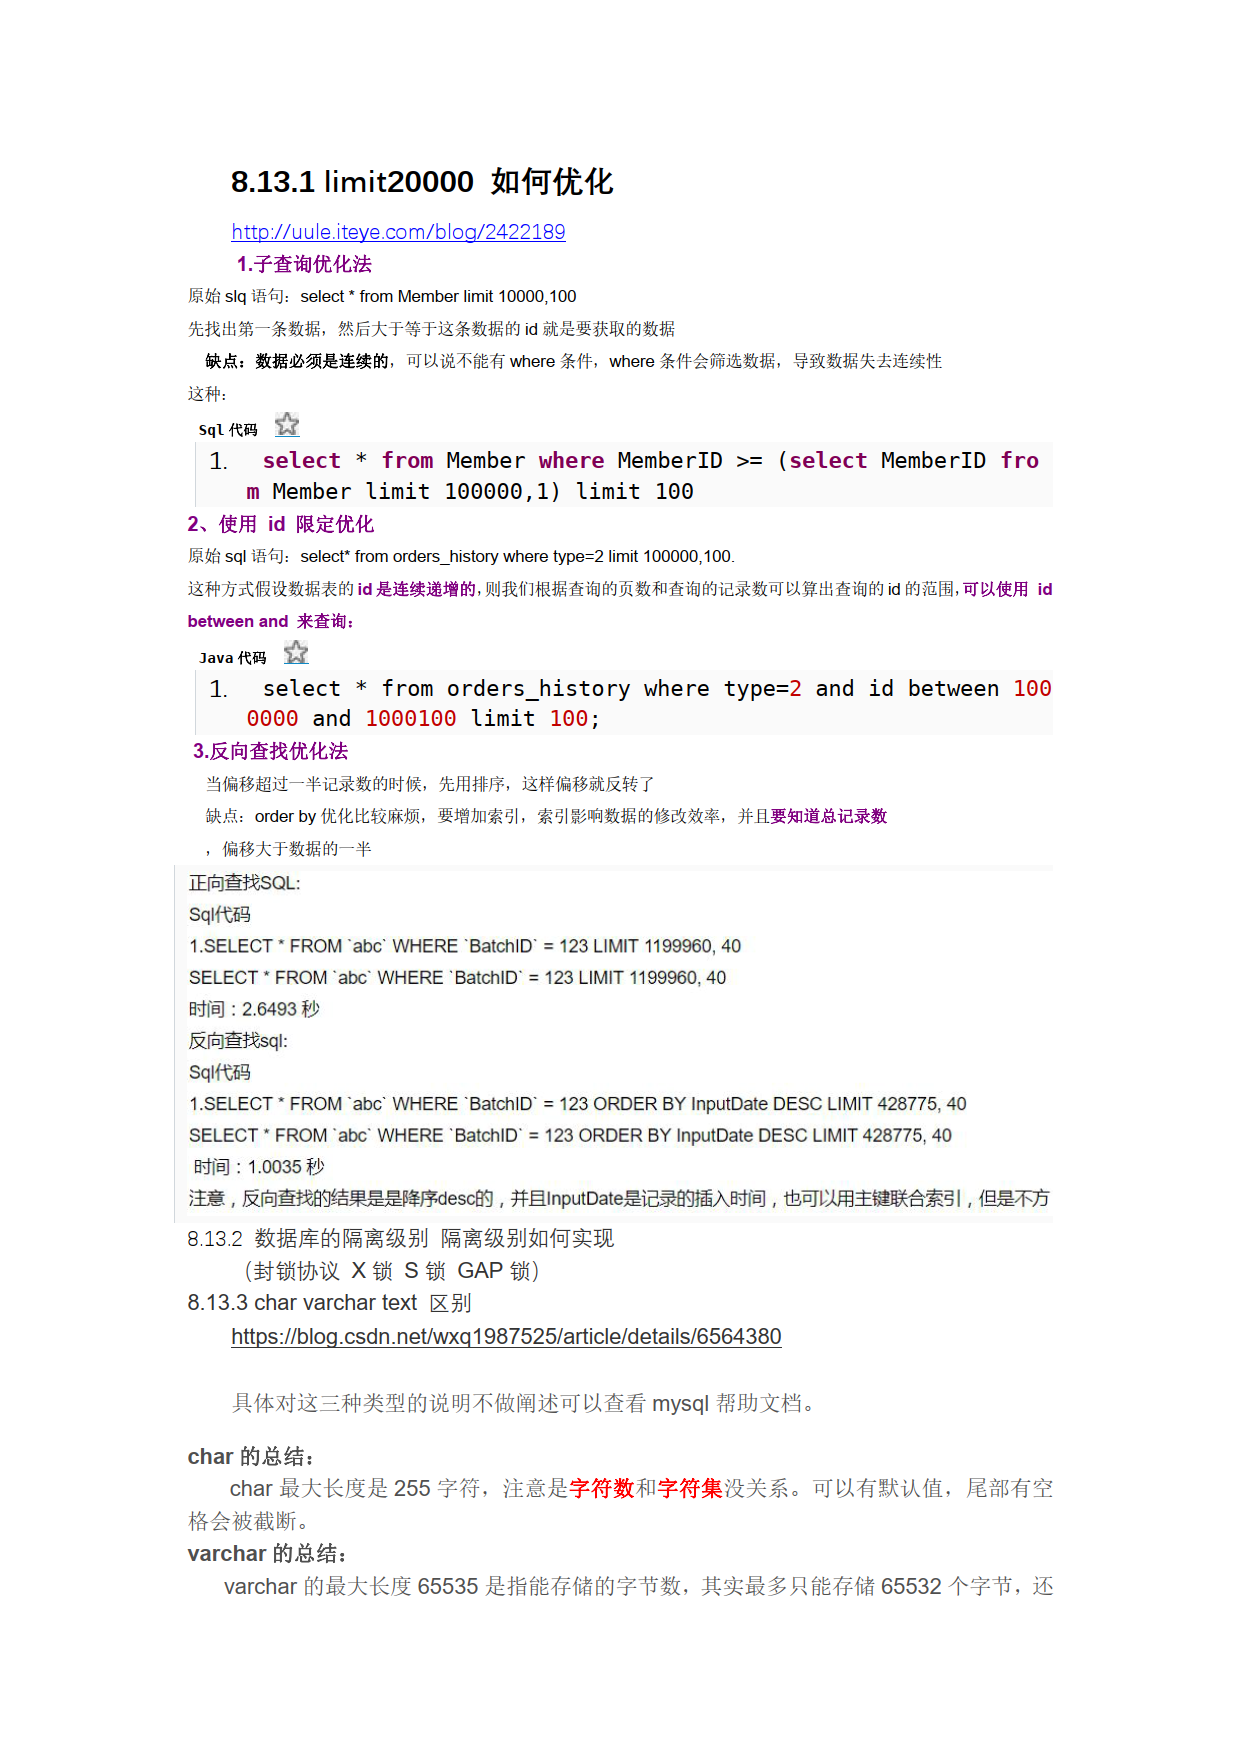 8.13.1 limit20000 如何优化
http://uule.iteye.com/blog/2422189
1.子查询优化法
原始 slq 语句：select * from Member limit 10000,100
先找出第一条数据，然后大于等于这条数据的 id 就是要获取的数据
缺点：数据必须是连续的，可以说不能有 where 条件，where 条件会筛选数据，导致数据失去连续性
这种：
Sql 代码
1. select * from Member where MemberID >= (select MemberID fro
m Member limit 100000,1) limit 100
2、使用 id 限定优化
原始 sql 语句：select* from orders_history where type=2 limit 100000,100.
这种方式假设数据表的 id 是连续递增的，则我们根据查询的页数和查询的记录数可以算出查询的 id 的范围，可以使用 id
between and 来查询：
Java 代码
1. select * from orders_history where type=2 and id between 100
0000 and 1000100 limit 100;
3.反向查找优化法
当偏移超过一半记录数的时候，先用排序，这样偏移就反转了
缺点：order by 优化比较麻烦，要增加索引，索引影响数据的修改效率，并且要知道总记录数
，偏移大于数据的一半
正向查找SQL:
Sql代码
1.SELECT * FROM `abc` WHERE `BatchID` = 123 LIMIT 1199960, 40
SELECT * FROM `abc` WHERE `BatchID` = 123 LIMIT 1199960, 40
时间：2.6493 秒
反向查找sql:
Sql代码
1.SELECT * FROM `abc` WHERE `BatchID` = 123 ORDER BY InputDate DESC LIMIT 428775, 40
SELECT * FROM `abc` WHERE `BatchID` = 123 ORDER BY InputDate DESC LIMIT 428775, 40
时间：1.0035 秒
注意，反向查找的结果是是降序desc的，并且InputDate是记录的插入时间，也可以用主键联合索引，但是不方
8.13.2 数据库的隔离级别 隔离级别如何实现
（封锁协议 X 锁 S 锁 GAP 锁）
8.13.3 char varchar text 区别
https://blog.csdn.net/wxq1987525/article/details/6564380
具体对这三种类型的说明不做阐述可以查看 mysql 帮助文档。
char 的总结：
char 最大长度是 255 字符，注意是字符数和字符集没关系。可以有默认值，尾部有空
格会被截断。
varchar 的总结：
varchar 的最大长度 65535 是指能存储的字节数，其实最多只能存储 65532 个字节，还